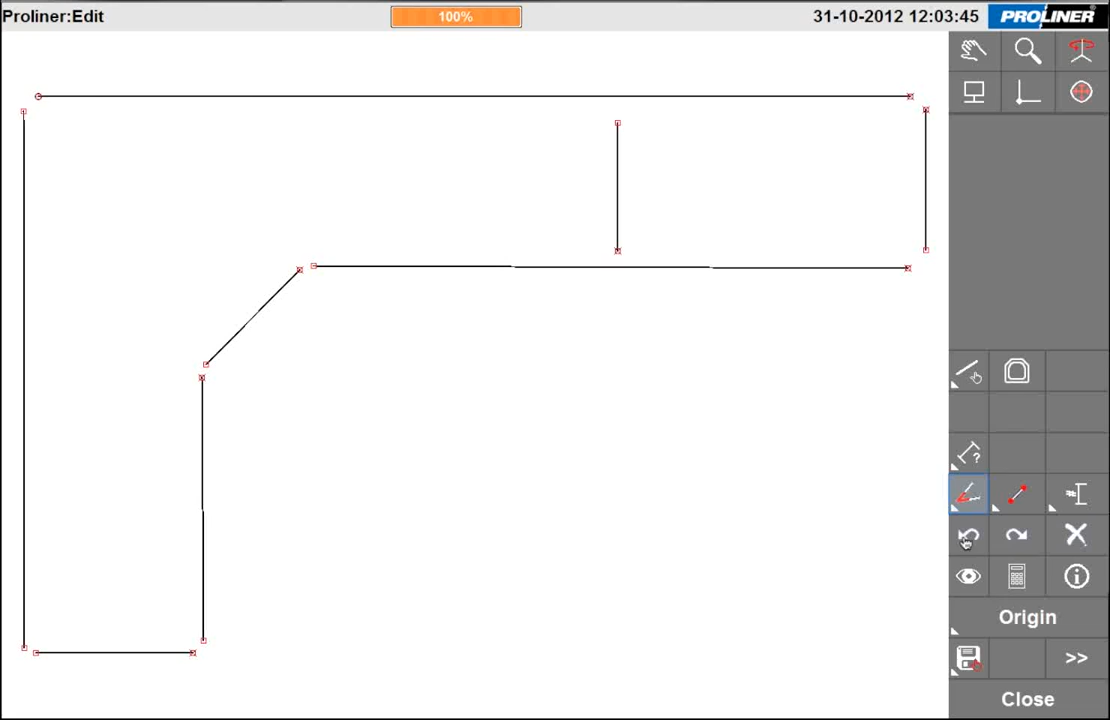 Proliner:Edit
100%
31-10-2012 12:03:45
PROLINER®
?
Origin
>>
Close